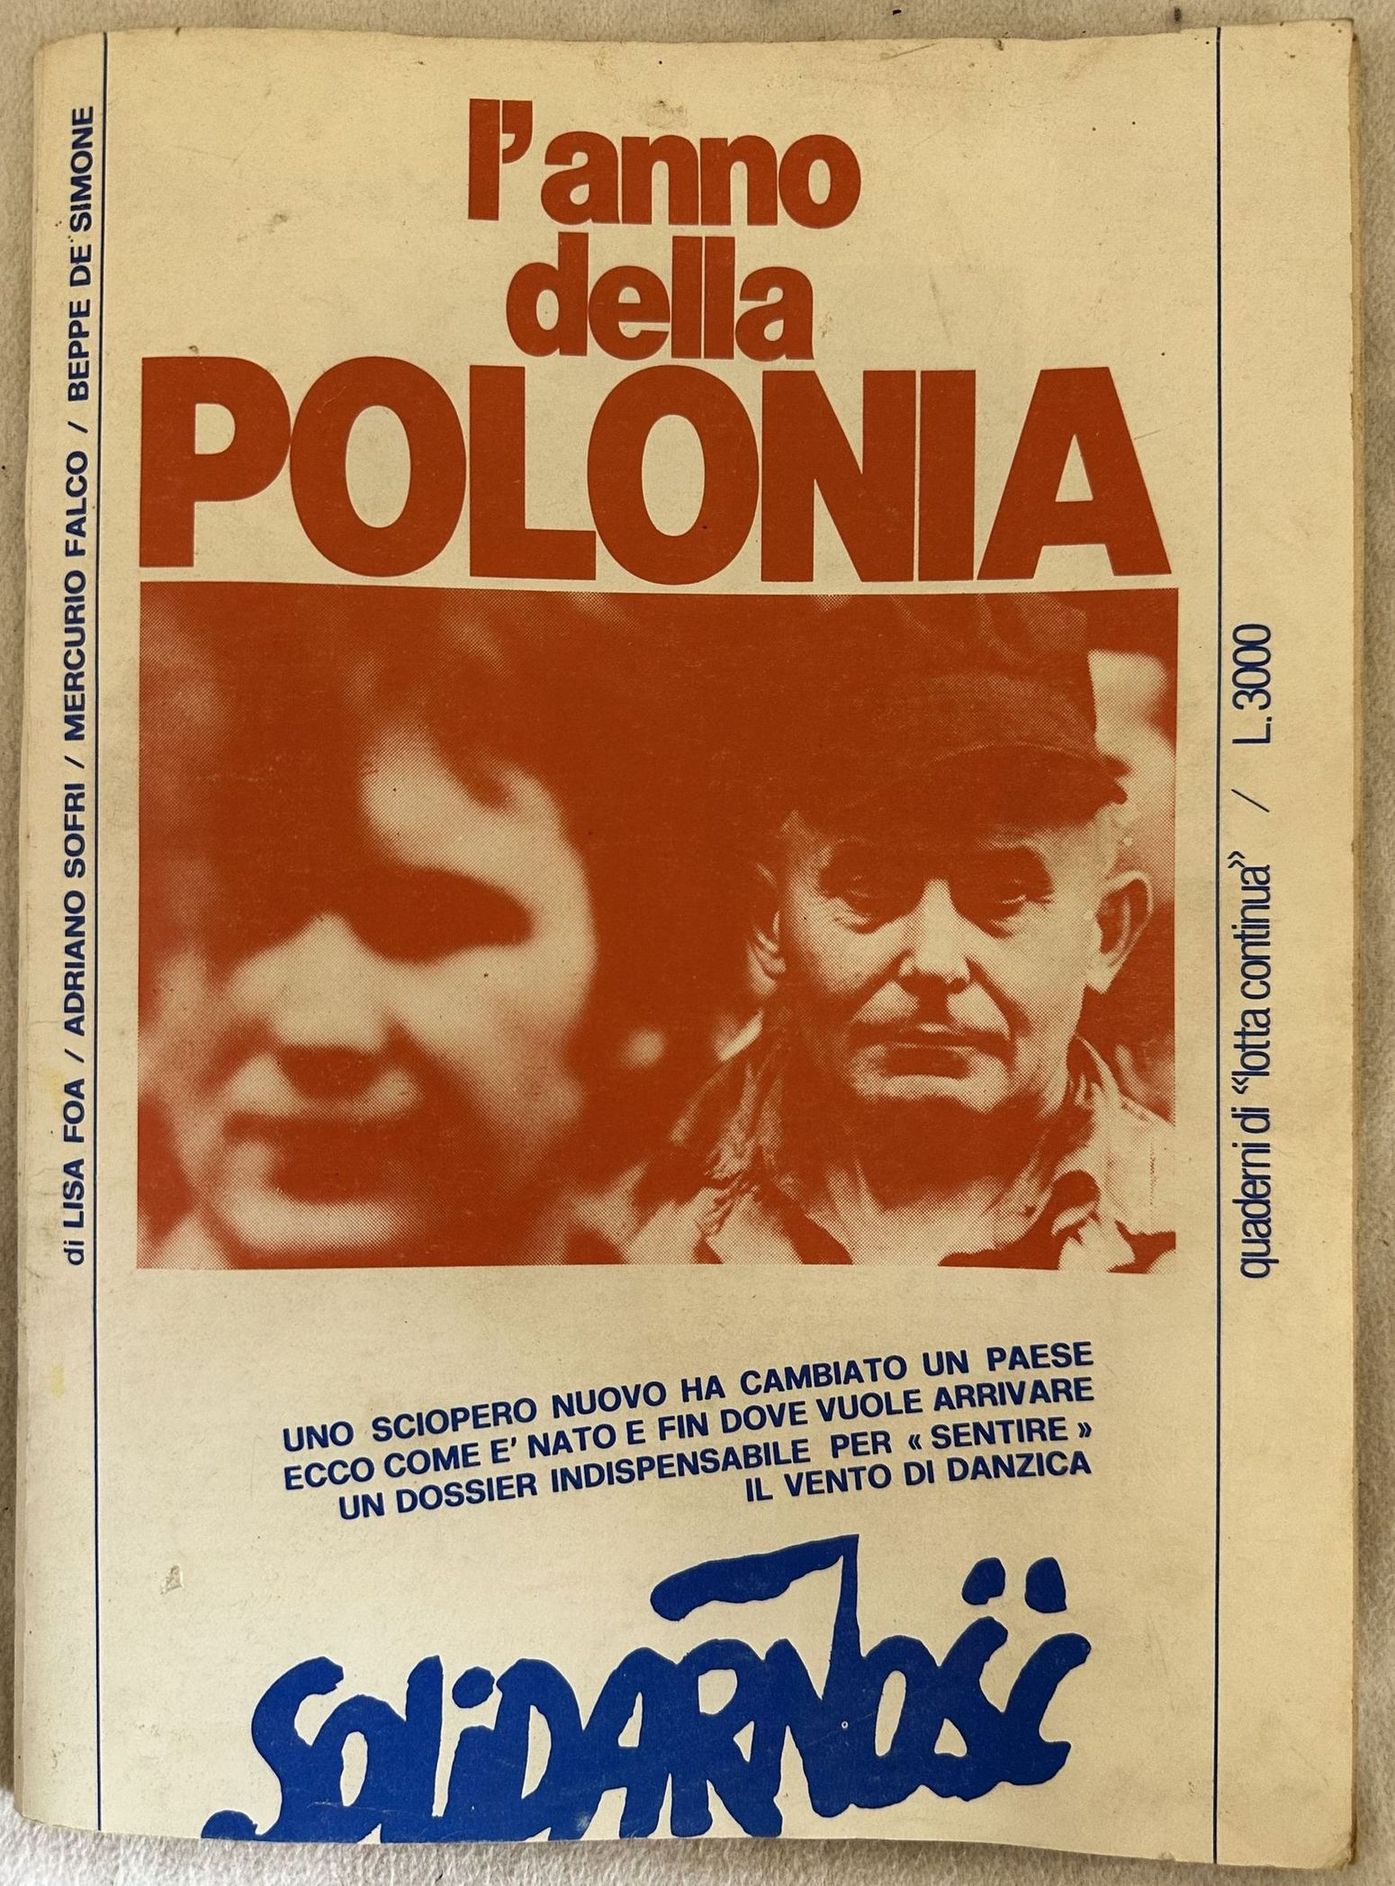 l'anno
della
POLONIA
di LISA FOA / ADRIANO SOFRI / MERCURIO FALCO / BEPPE DE SIMONE
quaderni di “lotta continua” / L. 3000
UNO SCIOPERO NUOVO HA CAMBIATO UN PAESE
ECCO COME E' NATO E FIN DOVE VUOLE ARRIVARE
UN DOSSIER INDISPENSABILE PER « SENTIRE »
IL VENTO DI DANZICA
SOLiDARNOŚĆ